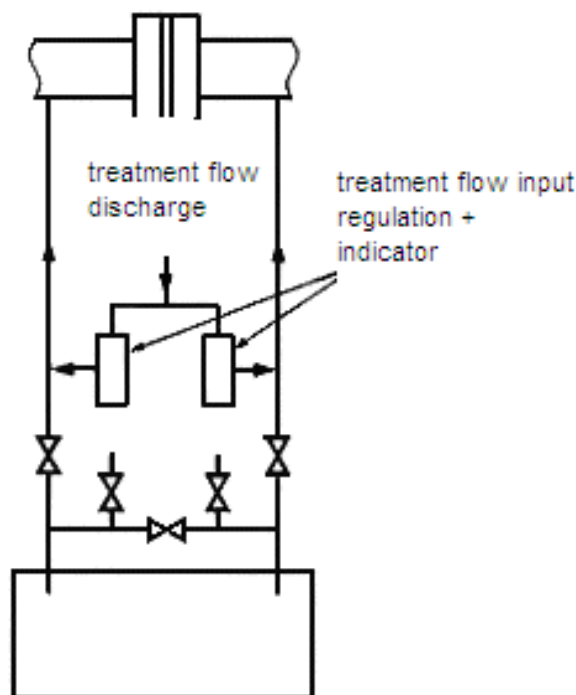 treatment flow
discharge
treatment flow input
regulation +
indicator